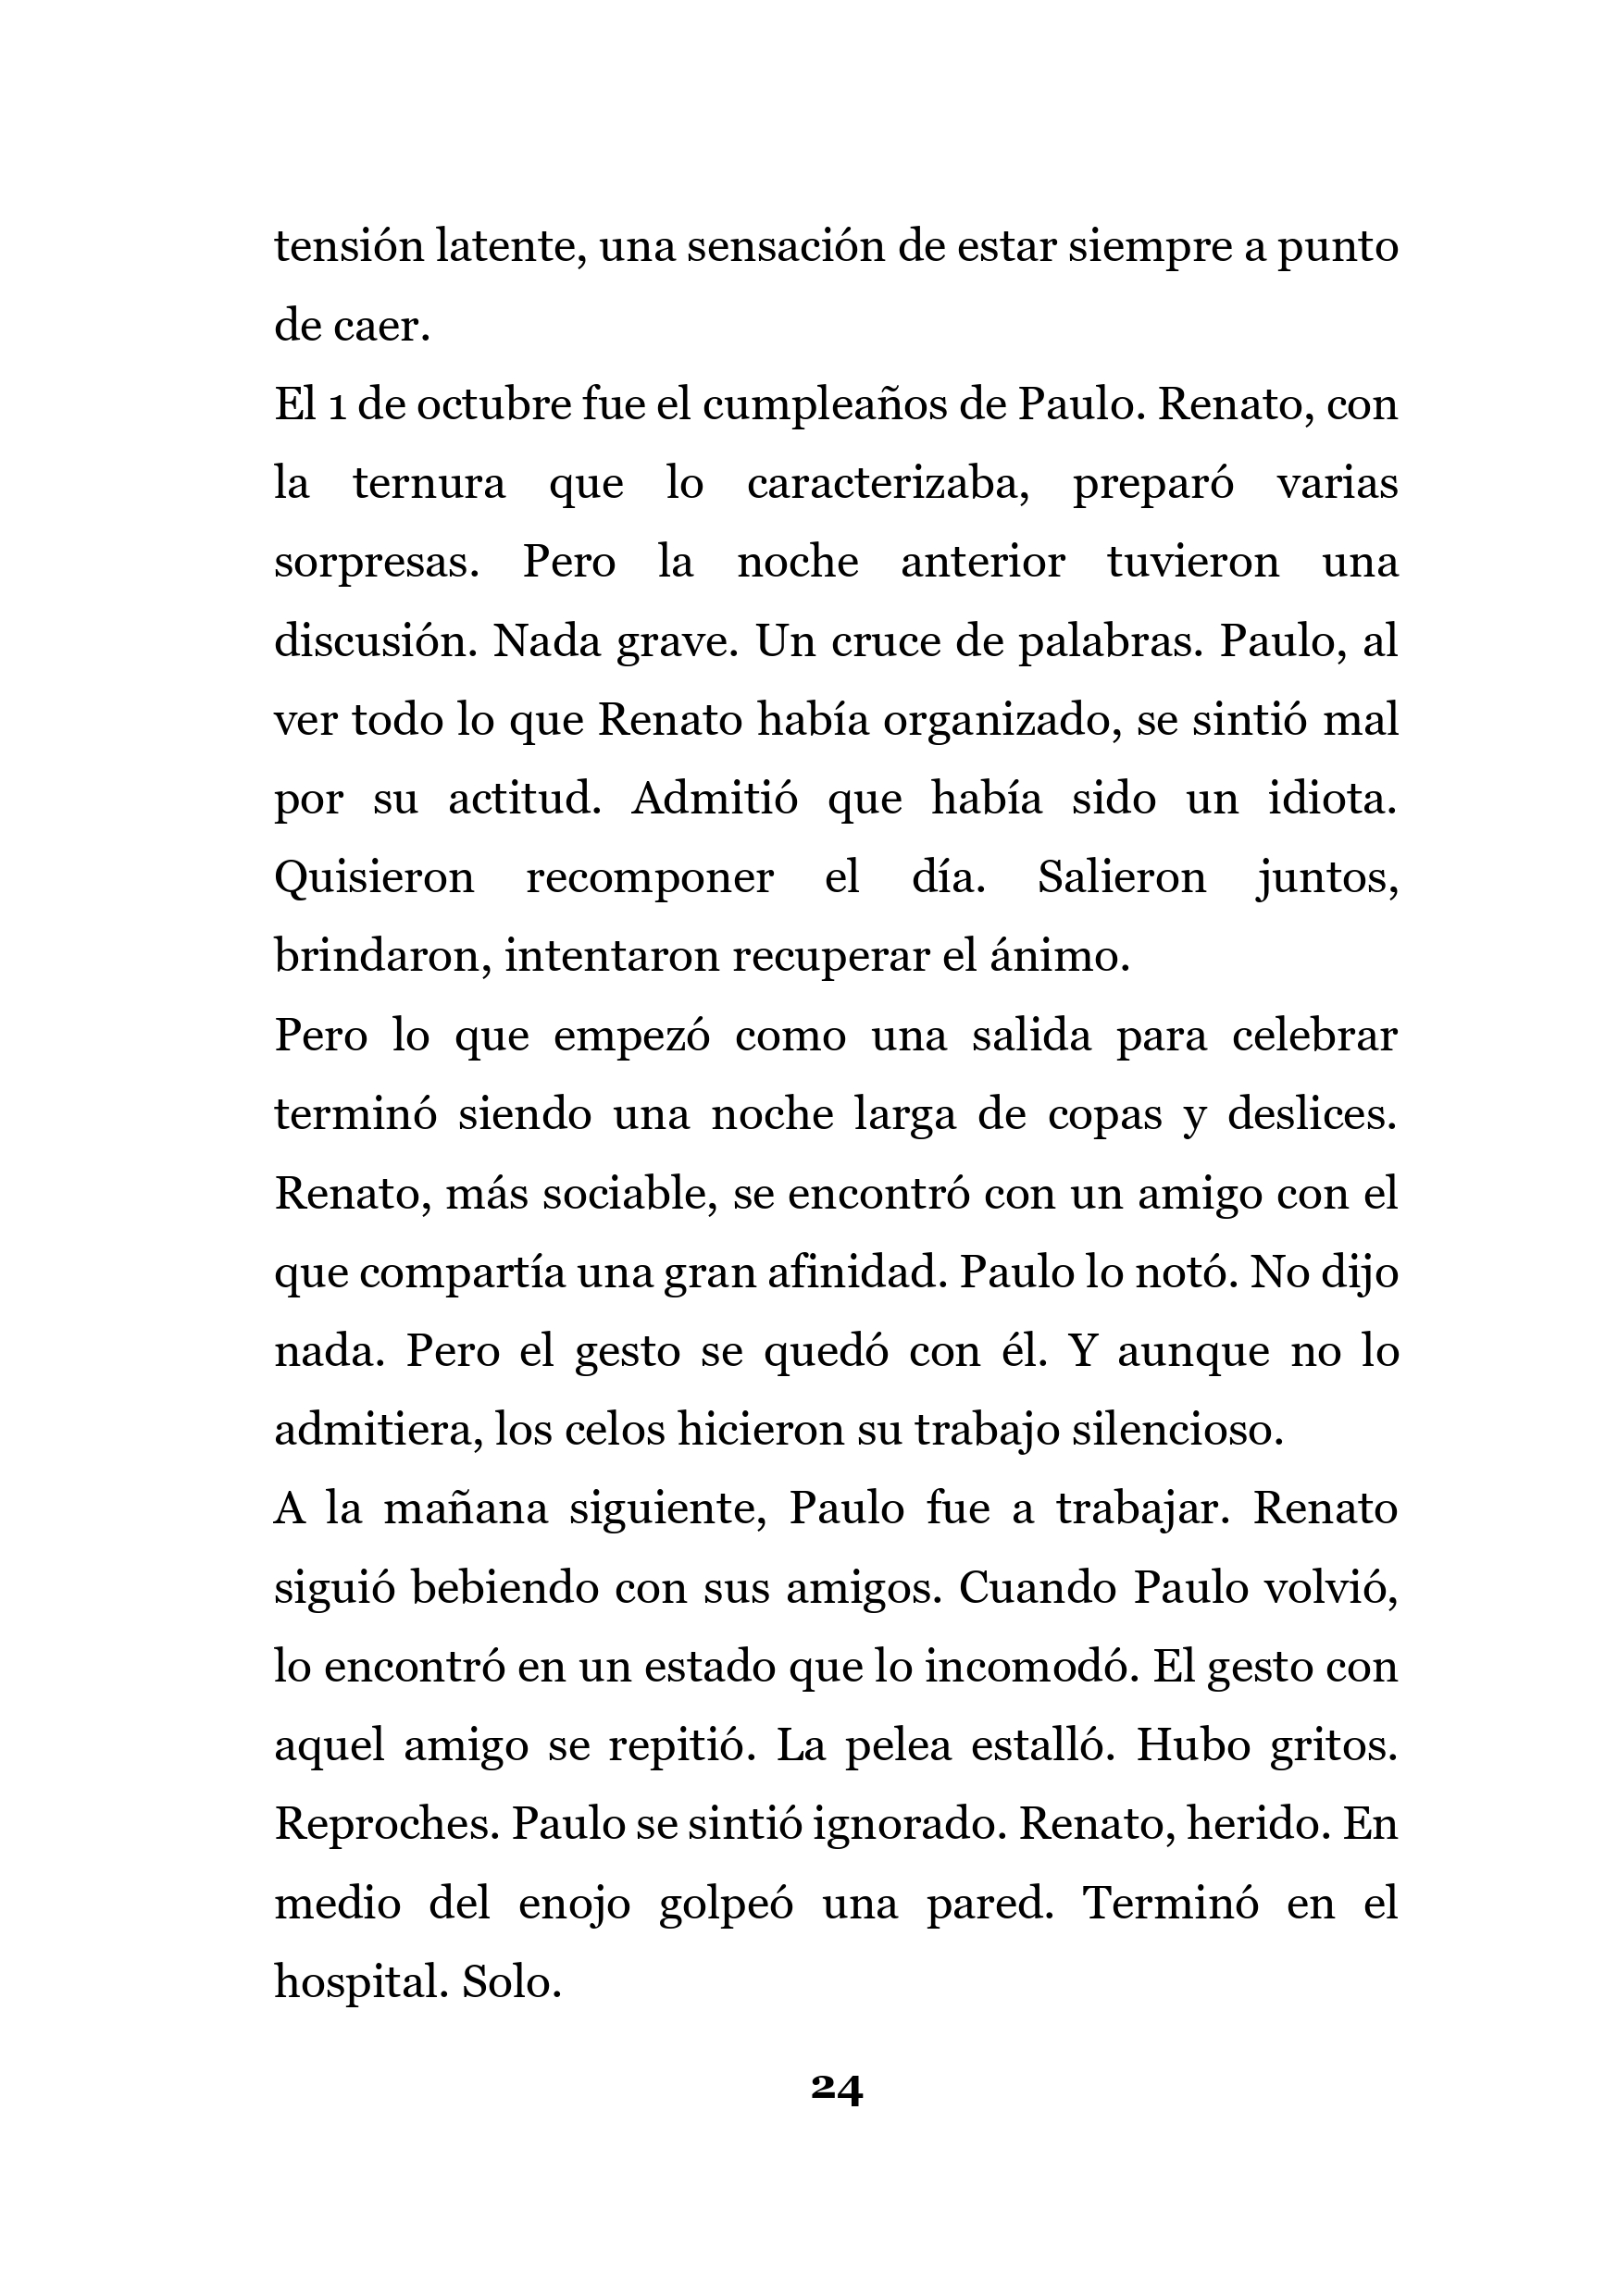 tensión latente, una sensación de estar siempre a punto
de caer.
El 1 de octubre fue el cumpleaños de Paulo. Renato, con
la ternura que lo caracterizaba, preparó varias
sorpresas. Pero la noche anterior tuvieron una
discusión. Nada grave. Un cruce de palabras. Paulo, al
ver todo lo que Renato había organizado, se sintió mal
por su actitud. Admitió que había sido un idiota.
Quisieron recomponer el día. Salieron juntos,
brindaron, intentaron recuperar el ánimo.
Pero lo que empezó como una salida para celebrar
terminó siendo una noche larga de copas y deslices.
Renato, más sociable, se encontró con un amigo con el
que compartía una gran afinidad. Paulo lo notó. No dijo
nada. Pero el gesto se quedó con él. Y aunque no lo
admitiera, los celos hicieron su trabajo silencioso.
A la mañana siguiente, Paulo fue a trabajar. Renato
siguió bebiendo con sus amigos. Cuando Paulo volvió,
lo encontró en un estado que lo incomodó. El gesto con
aquel amigo se repitió. La pelea estalló. Hubo gritos.
Reproches. Paulo se sintió ignorado. Renato, herido. En
medio del enojo golpeó una pared. Terminó en el
hospital. Solo.
24